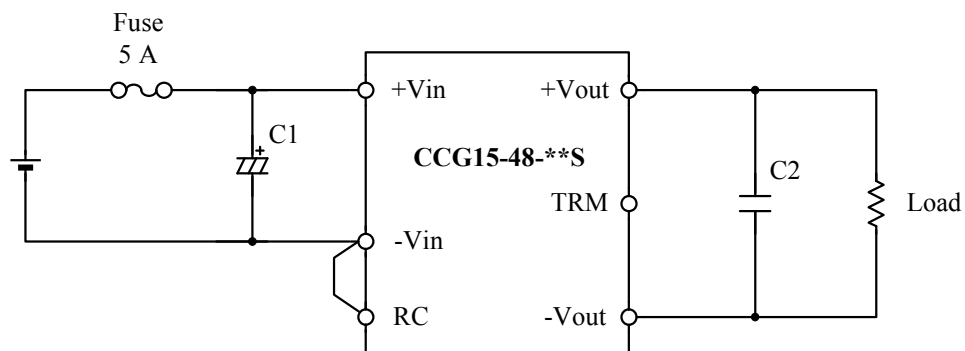 Fuse
5 A
+Vin
+Vout
C1
+
CCG15-48-**S
C2
TRM
Load
-Vin
RC
-Vout